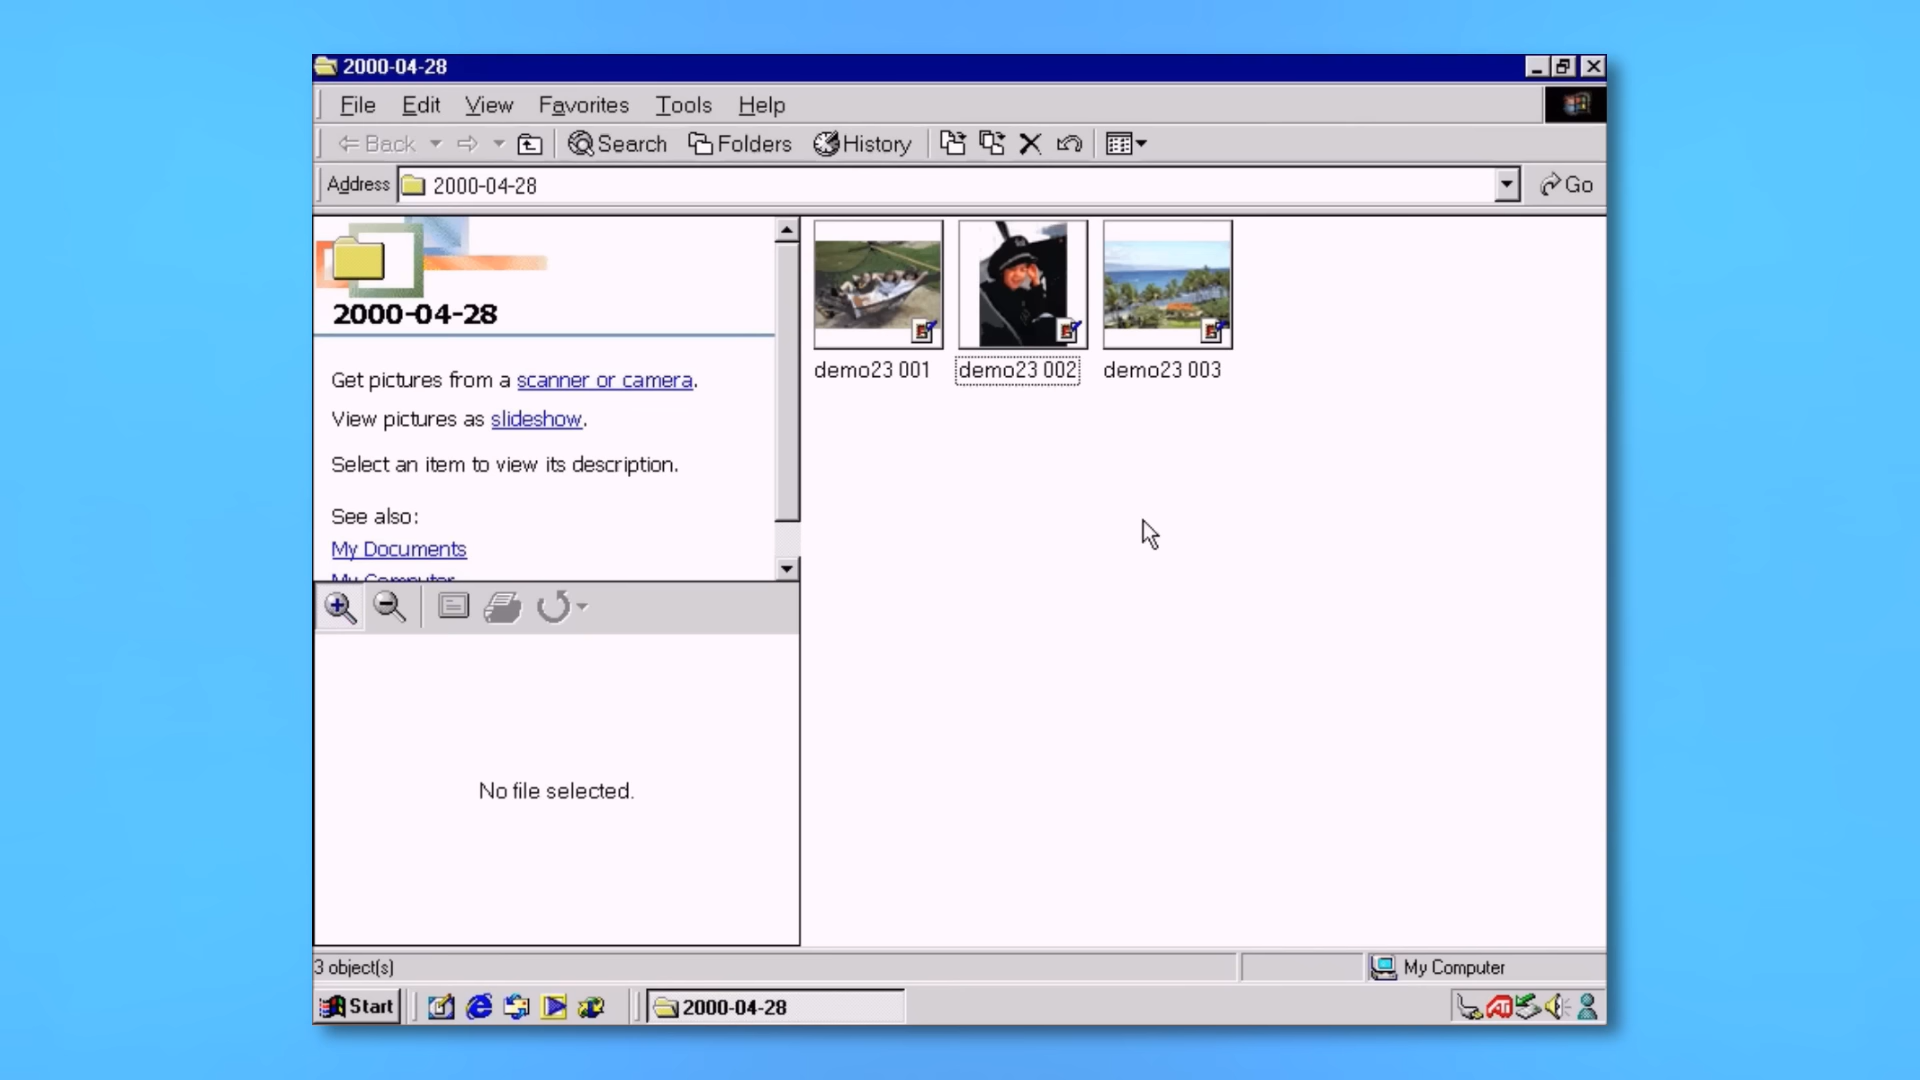 2000-04-28
File Edit View Favorites Tools Help
Back Search Folders History
Address 2000-04-28 Go
2000-04-28
Get pictures from a scanner or camera.
View pictures as slideshow.
Select an item to view its description.
See also:
My Documents
My Computer
demo23 001 demo23 002 demo23 003
No file selected.
3 object(s) My Computer
Start 2000-04-28